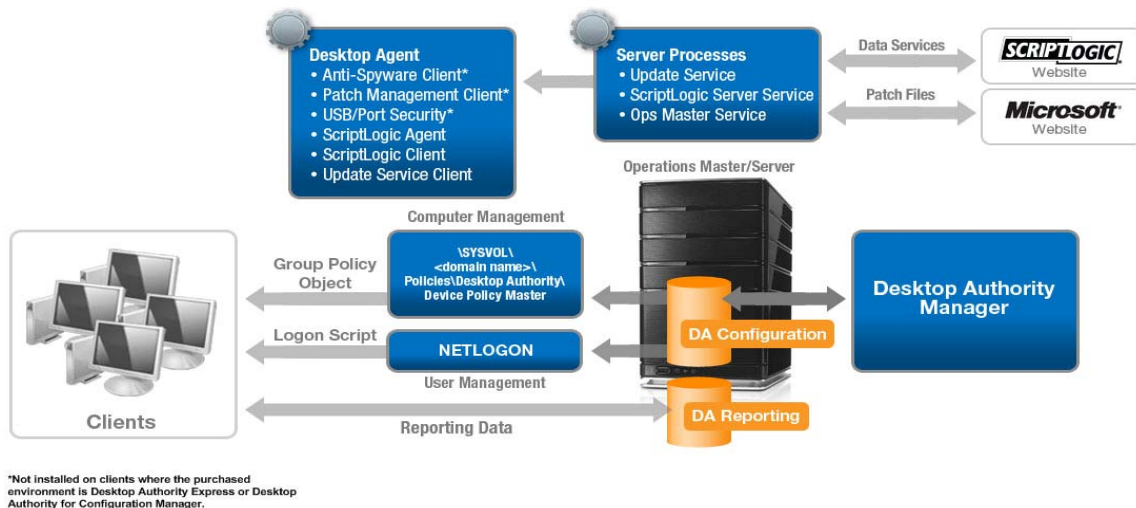 Desktop Agent
• Anti-Spyware Client*
• Patch Management Client*
• USB/Port Security*
• ScriptLogic Agent
• ScriptLogic Client
• Update Service Client
Server Processes
• Update Service
• ScriptLogic Server Service
• Ops Master Service
Data Services
SCRIPTLOGIC®
Website
Patch Files
Microsoft®
Website
Operations Master/Server
Computer Management
\SYSVOL\
<domain name>\
Policies\Desktop Authority\
Device Policy Master
Group Policy
Object
Logon Script
NETLOGON
User Management
DA Configuration
Desktop Authority
Manager
Clients
Reporting Data
DA Reporting
*Not installed on clients where the purchased
environment is Desktop Authority Express or Desktop
Authority for Configuration Manager.